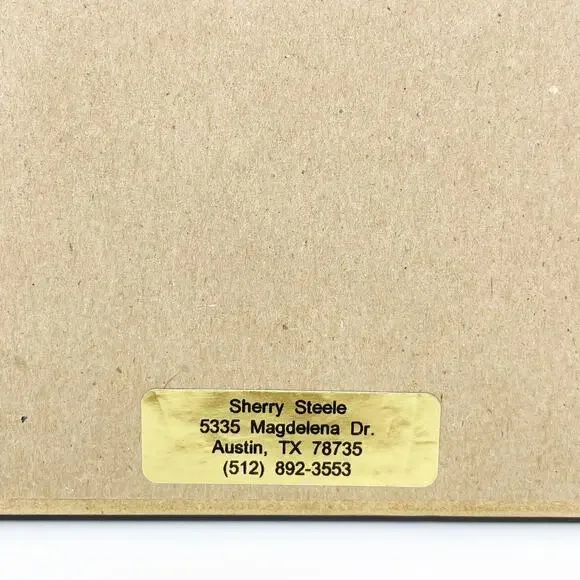 Sherry Steele
5335 Magdelena Dr.
Austin, TX 78735
(512) 892-3553